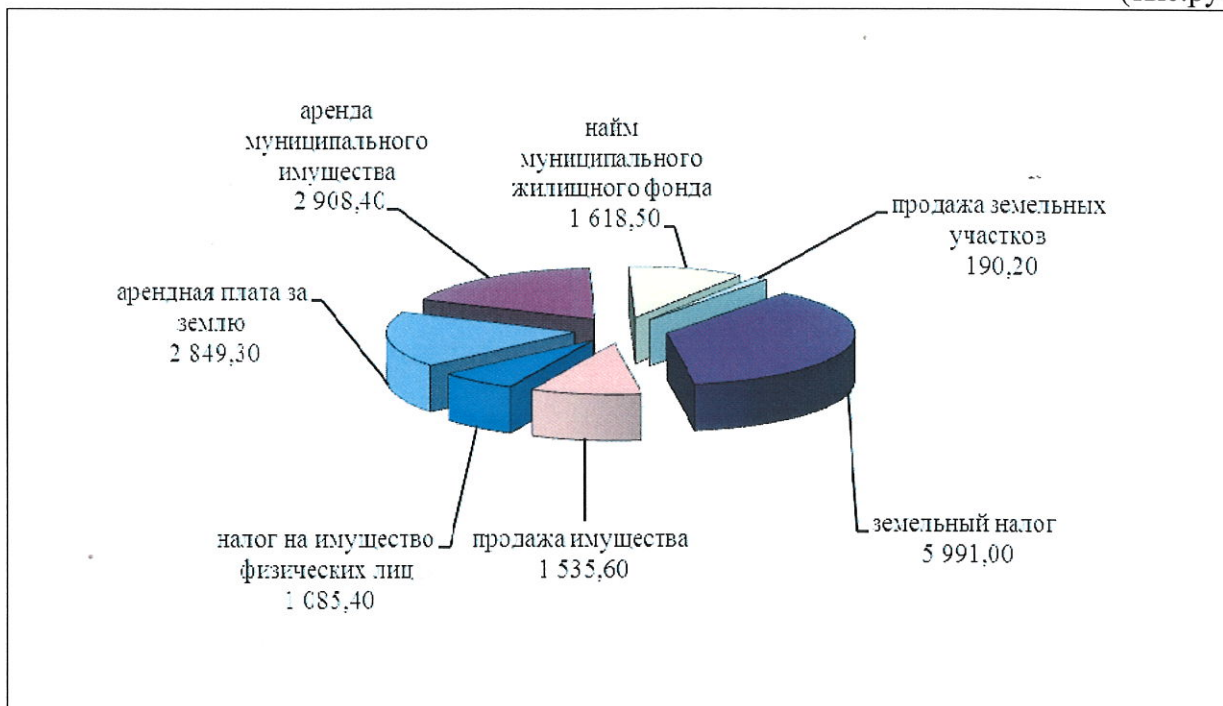 аренда
муниципального
имущества
2 908,40
найм
муниципального
жилищного фонда
1 618,50
продажа земельных
участков
190,20
арендная плата за
землю
2 849,30
налог на имущество
физических лиц
1 085,40
продажа имущества
1 535,60
земельный налог
5 991,00